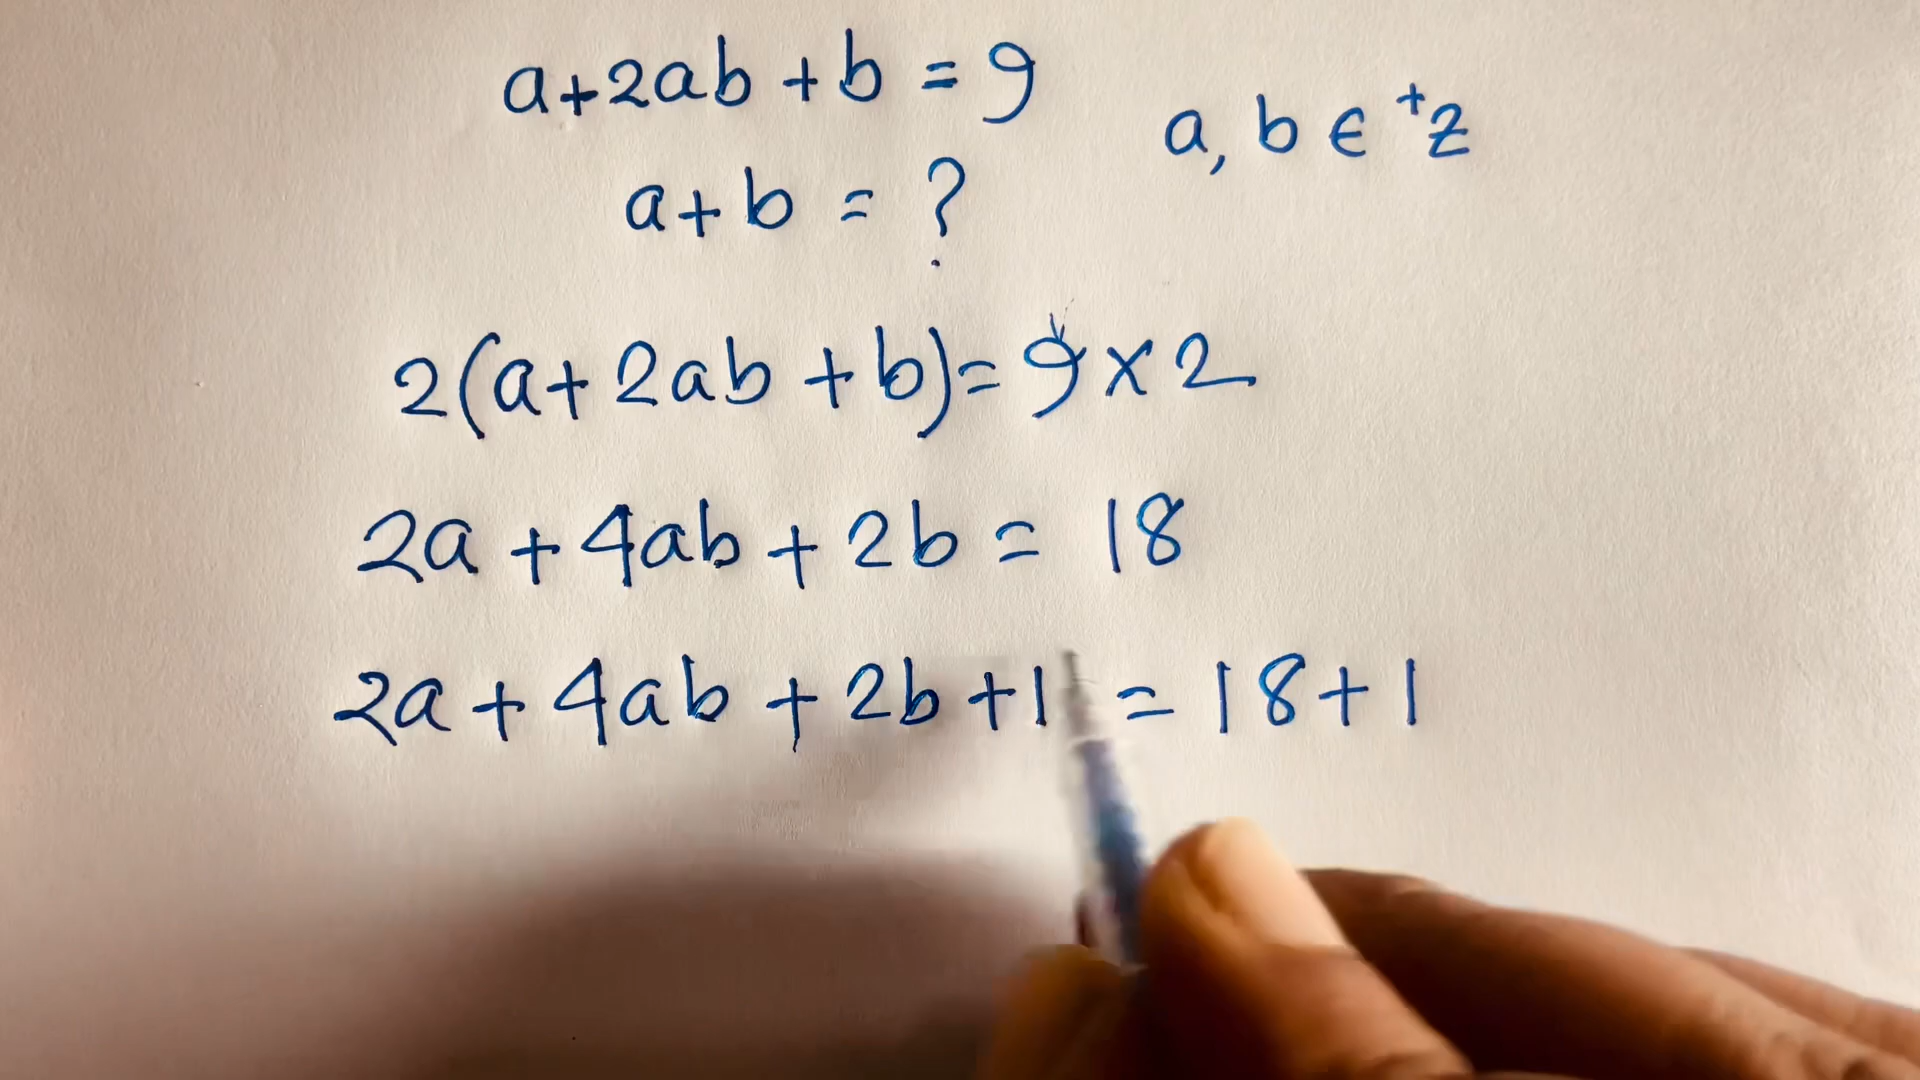 a+2ab+b=9
a,b∈⁺z
a+b=?
2(a+2ab+b)=9×2
2a+4ab+2b=18
2a+4ab+2b+1=18+1